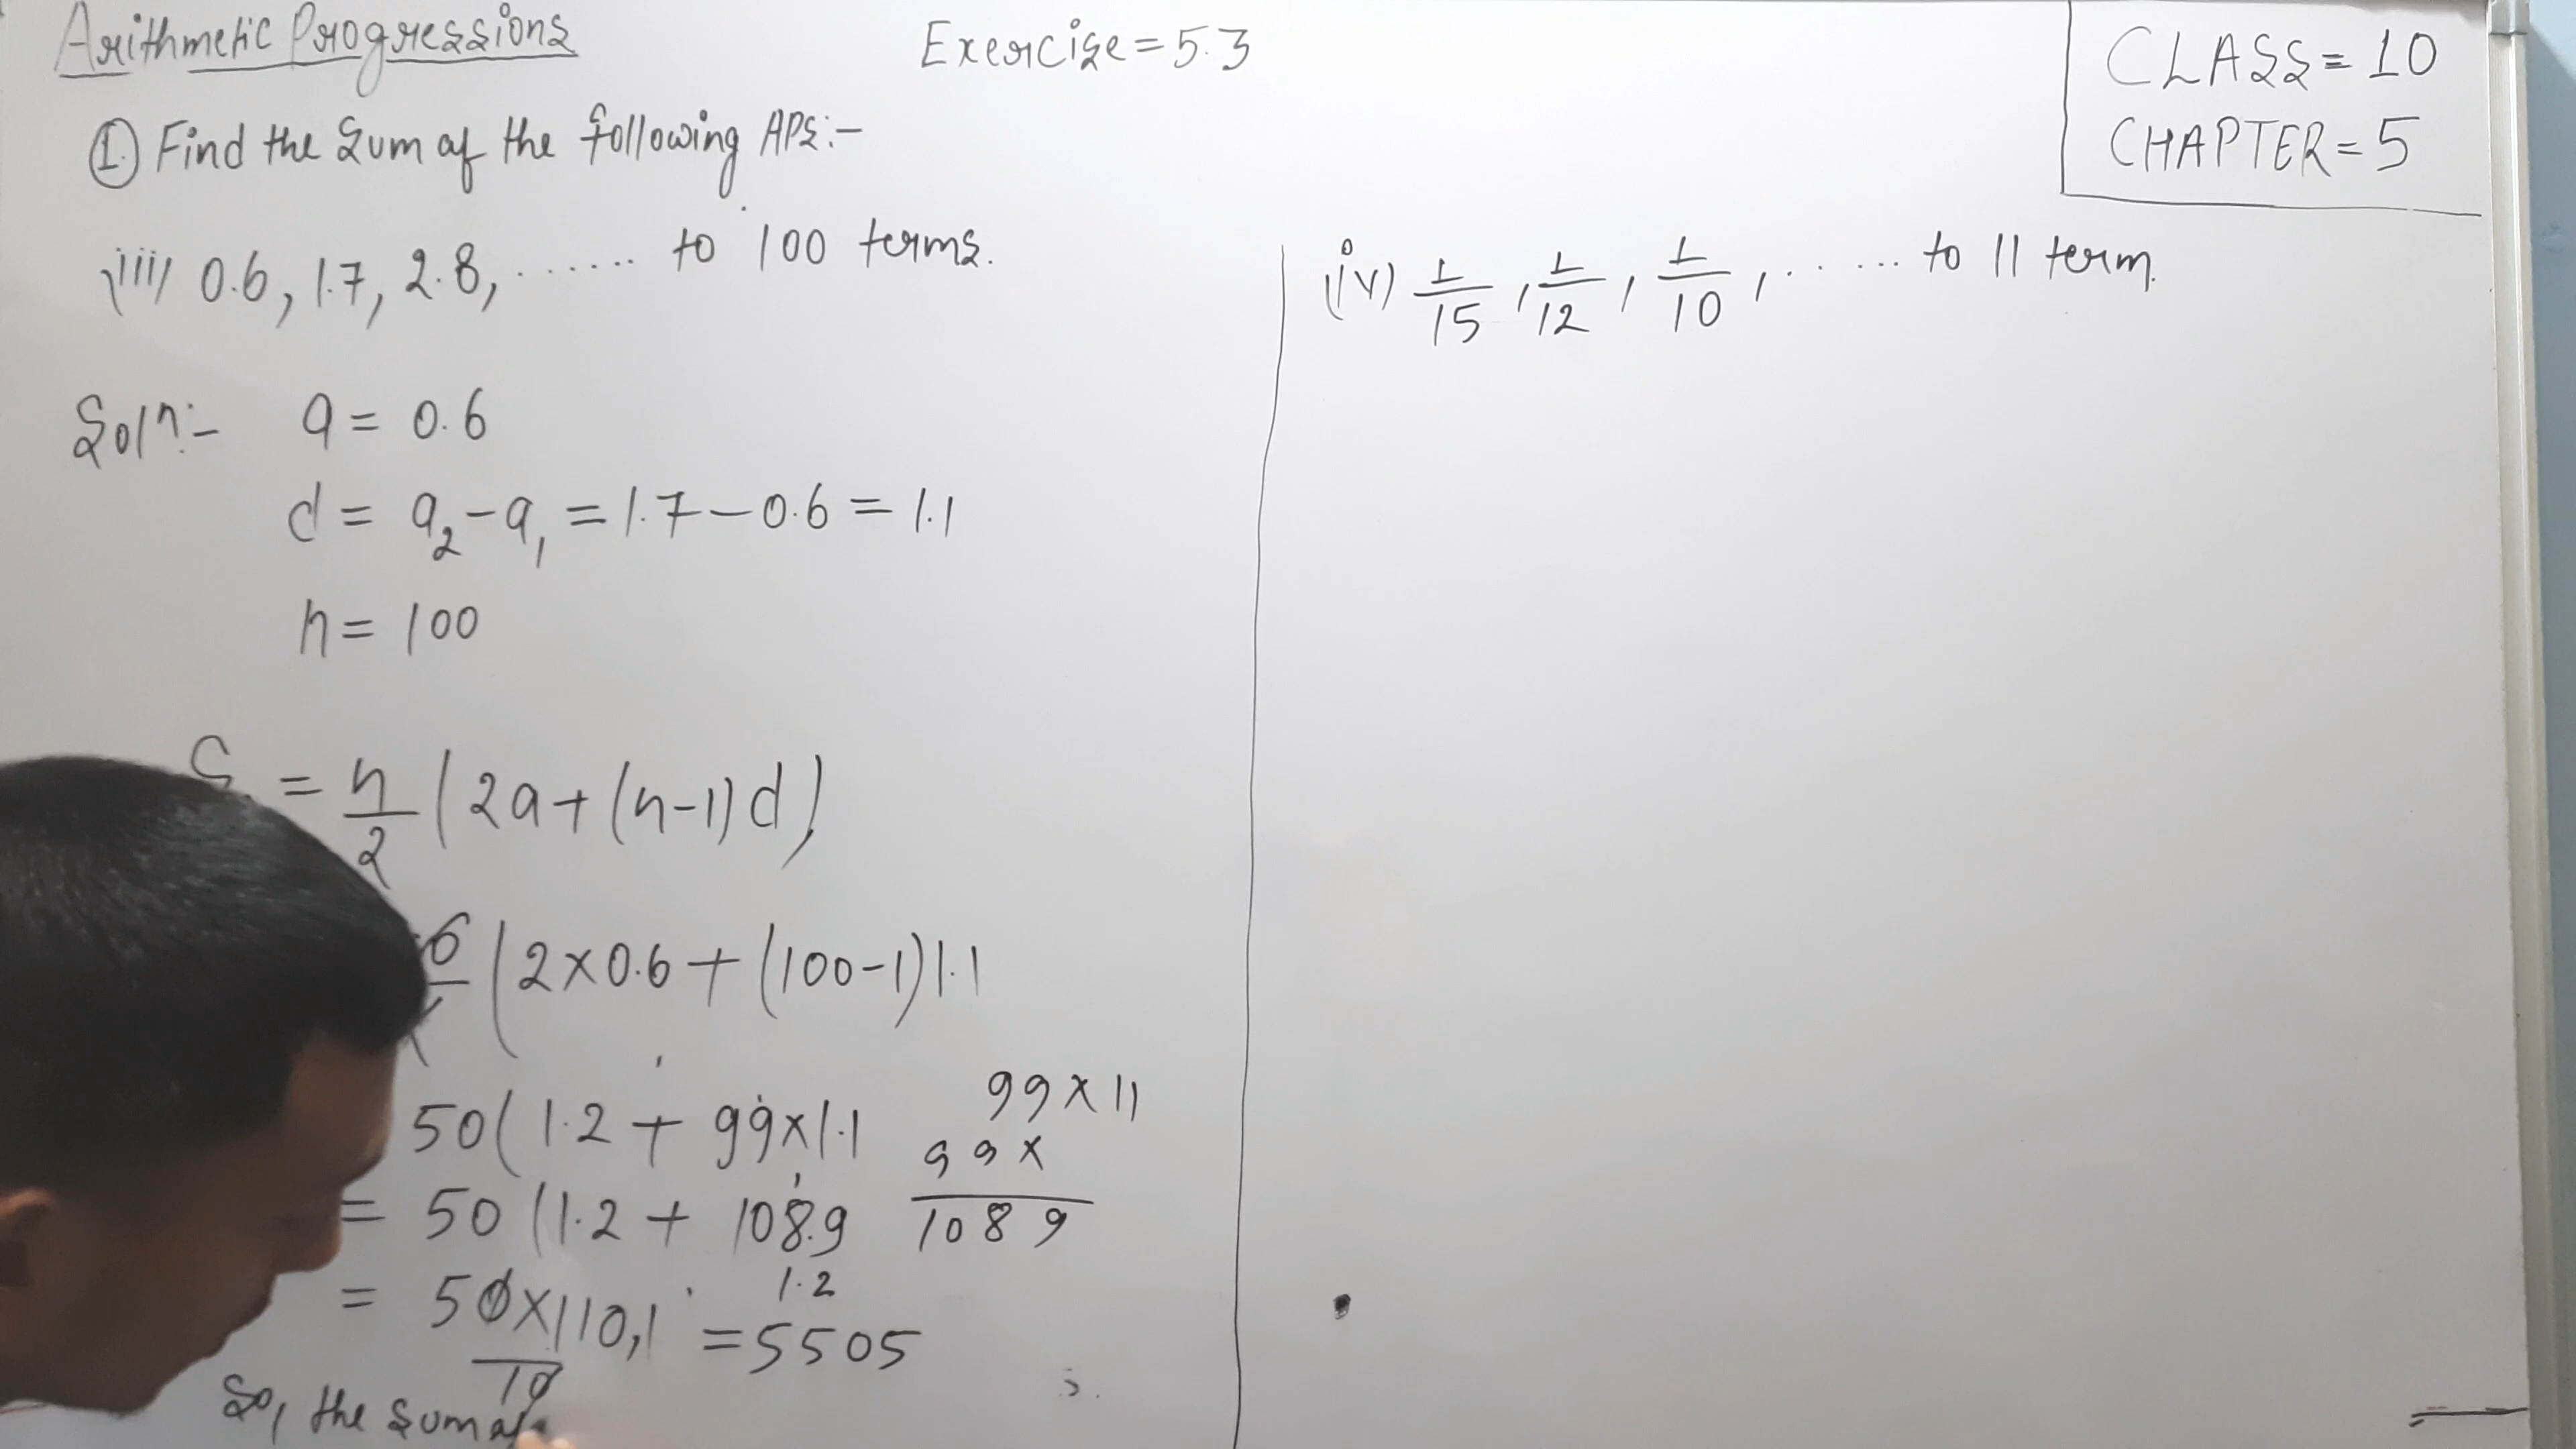 Arithmetic Progressions
Exercise = 5.3
CLASS = 10
CHAPTER = 5
① Find the Sum of the following APs:-
(iii) 0.6, 1.7, 2.8, ....... to 100 terms.
Soln:- a = 0.6
d = a₂ - a₁ = 1.7 - 0.6 = 1.1
n = 100
S = n/2 (2a + (n-1)d)
(2×0.6 + (100-1)1.1
50(1.2 + 99×1.1
99×11
99×
1089
= 50(1.2 + 108.9
1.2
= 50×110,1/10 = 5505
So, the sum of
(iv) 1/15, 1/12, 1/10, ...... to 11 term.